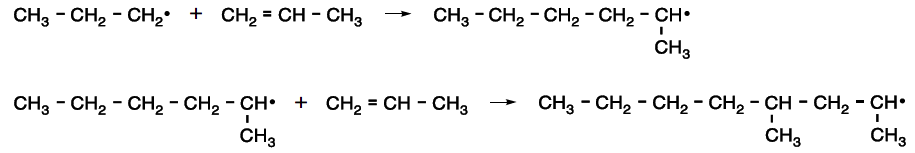 CH₃ – CH₂ – CH₂• + CH₂ = CH – CH₃ → CH₃ – CH₂ – CH₂ – CH₂ – CH•
CH₃
CH₃ – CH₂ – CH₂ – CH₂ – CH• + CH₂ = CH – CH₃ → CH₃ – CH₂ – CH₂ – CH₂ – CH – CH₂ – CH•
CH₃ CH₃ CH₃